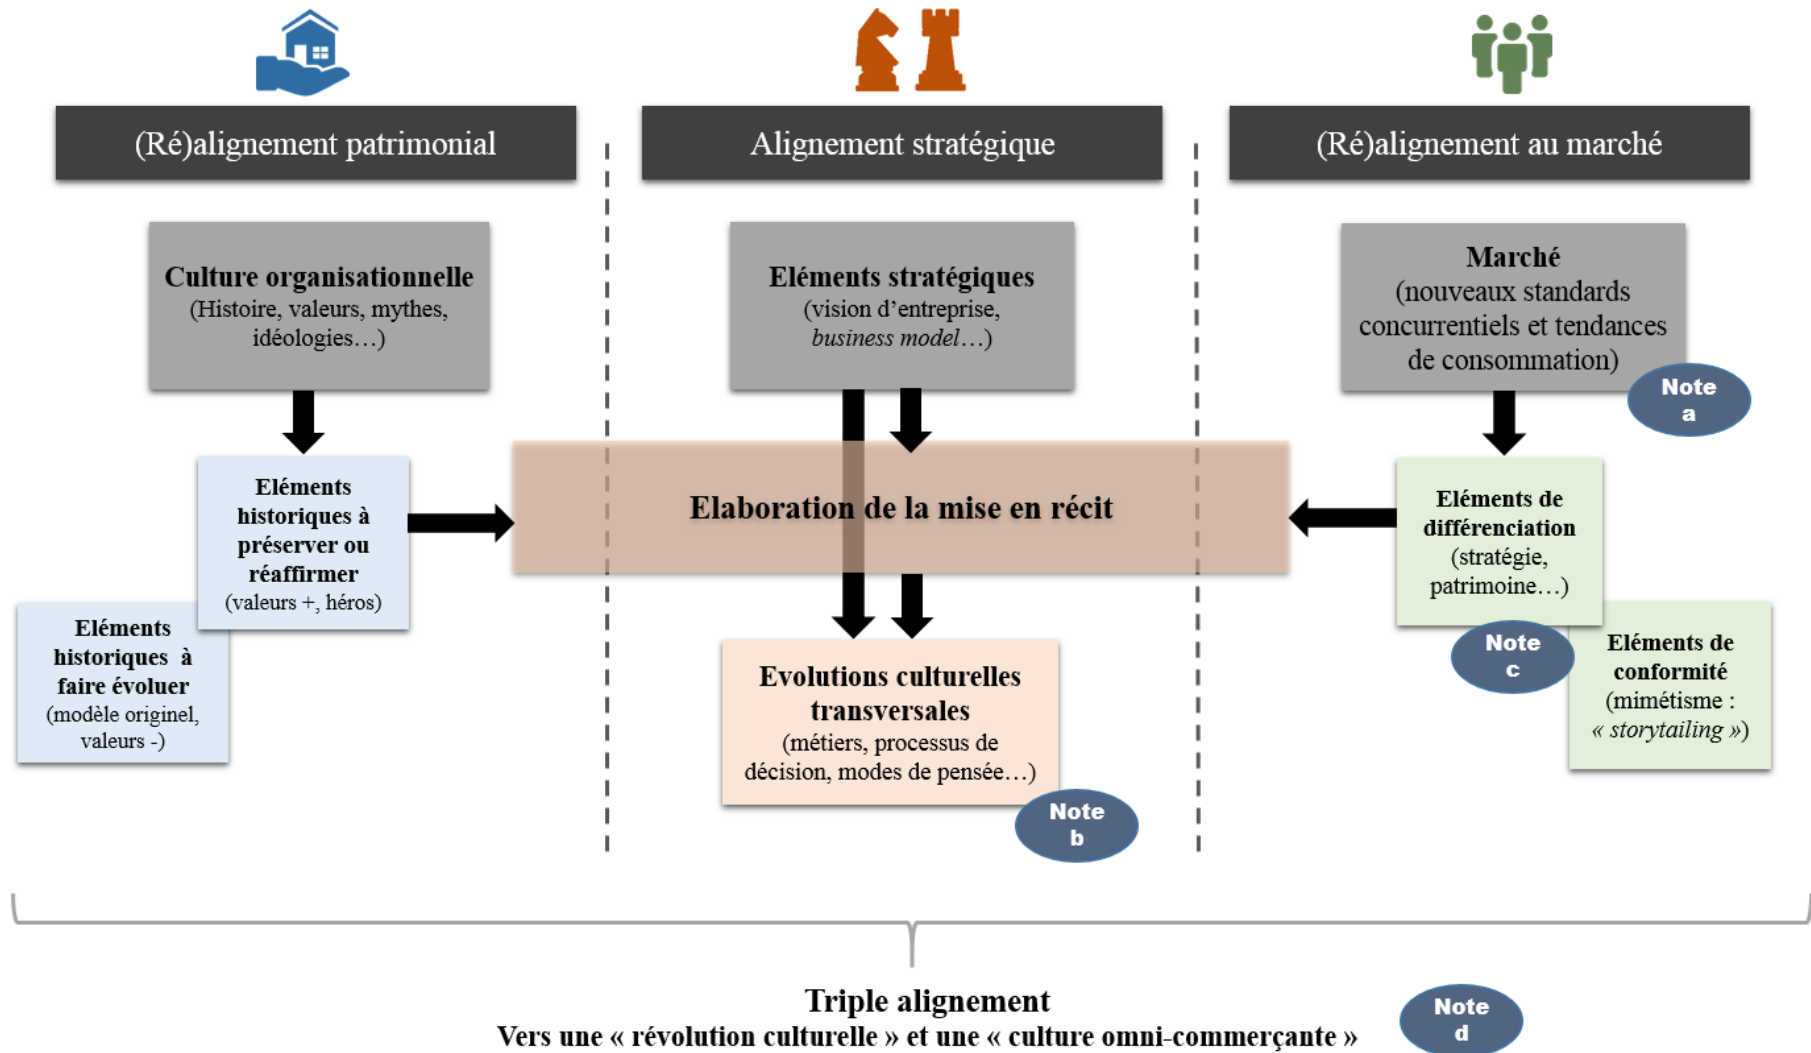 (Ré)alignement patrimonial
Alignement stratégique
(Ré)alignement au marché
Culture organisationnelle
(Histoire, valeurs, mythes,
idéologies…)
Eléments stratégiques
(vision d’entreprise,
business model…)
Marché
(nouveaux standards
concurrentiels et tendances
de consommation)
Note
a
Eléments
historiques à
préserver ou
réaffirmer
(valeurs +, héros)
Eléments
historiques à
faire évoluer
(modèle originel,
valeurs -)
Elaboration de la mise en récit
Evolutions culturelles
transversales
(métiers, processus de
décision, modes de pensée…)
Note
b
Eléments de
différenciation
(stratégie,
patrimoine…)
Note
c
Eléments de
conformité
(mimétisme :
« storytailing »)
Triple alignement
Vers une « révolution culturelle » et une « culture omni-commerçante »
Note
d